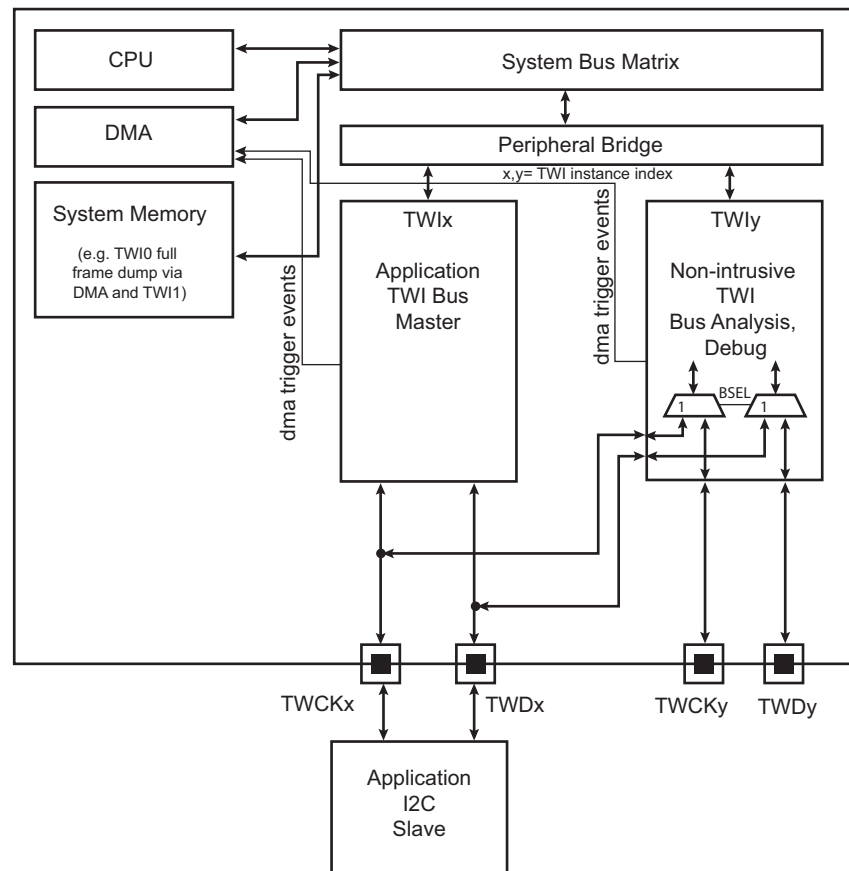 CPU
System Bus Matrix
DMA
Peripheral Bridge
x,y= TWI instance index
System Memory
(e.g. TWI0 full
frame dump via
DMA and TWI1)
dma trigger events
TWIx
Application
TWI Bus
Master
dma trigger events
TWIy
Non-intrusive
TWI
Bus Analysis,
Debug
BSEL
1
1
TWCKx
TWDx
TWCKy
TWDy
Application
I2C
Slave